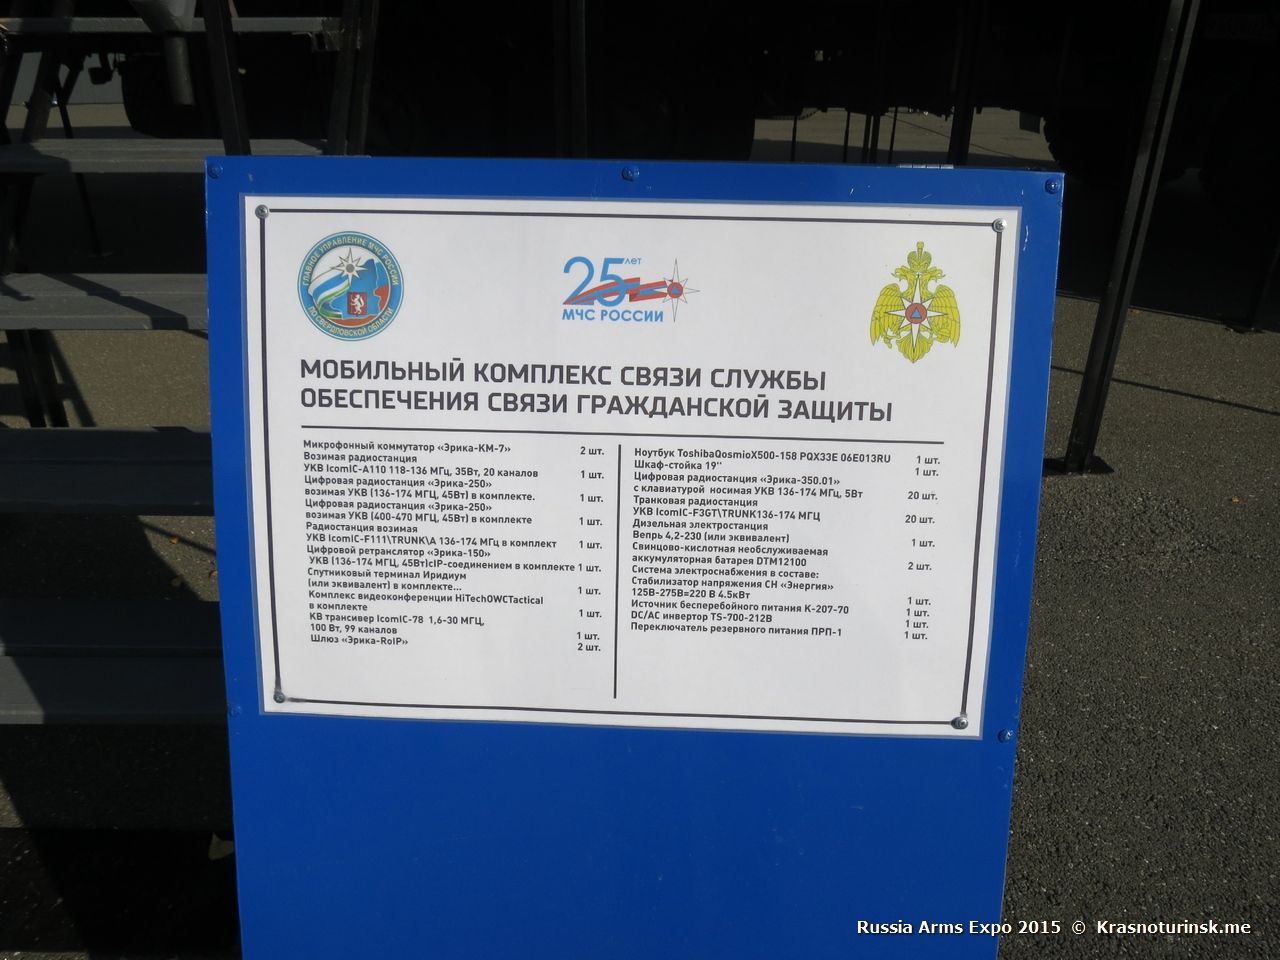 ГЛАВНОЕ УПРАВЛЕНИЕ МЧС РОССИИ
ПО СВЕРДЛОВСКОЙ ОБЛАСТИ
25 лет
МЧС РОССИИ
МОБИЛЬНЫЙ КОМПЛЕКС СВЯЗИ СЛУЖБЫ
ОБЕСПЕЧЕНИЯ СВЯЗИ ГРАЖДАНСКОЙ ЗАЩИТЫ
Микрофонный коммутатор «Эрика-КМ-7» 2 шт.
Возимая радиостанция
УКВ IcomIC-A110 118-136 МГц, 35Вт, 20 каналов 1 шт.
Цифровая радиостанция «Эрика-250»
возимая УКВ (136-174 МГЦ, 45Вт) в комплекте. 1 шт.
Цифровая радиостанция «Эрика-250»
возимая УКВ (400-470 МГЦ, 45Вт) в комплекте 1 шт.
Радиостанция возимая
УКВ IcomIC-F111\TRUNK\A 136-174 МГц в комплект 1 шт.
Цифровой ретранслятор «Эрика-150»
УКВ (136-174 МГЦ, 45Вт)сIP-соединением в комплекте 1 шт.
Спутниковый терминал Иридиум
(или эквивалент) в комплекте... 1 шт.
Комплекс видеоконференции HiTechOWCTactical
в комплекте 1 шт.
КВ трансивер IcomIC-78 1,6-30 МГЦ,
100 Вт, 99 каналов 1 шт.
Шлюз «Эрика-RoIP» 2 шт.
Ноутбук ToshibaQosmioX500-158 PQX33E 06E013RU 1 шт.
Шкаф-стойка 19'' 1 шт.
Цифровая радиостанция «Эрика-350.01»
с клавиатурой носимая УКВ 136-174 МГц, 5Вт 20 шт.
Транковая радиостанция
УКВ IcomIC-F3GT\TRUNK136-174 МГЦ 20 шт.
Дизельная электростанция
Вепрь 4,2-230 (или эквивалент) 1 шт.
Свинцово-кислотная необслуживаемая
аккумуляторная батарея DTM12100 2 шт.
Система электроснабжения в составе:
Стабилизатор напряжения СН «Энергия»
125В-275В=220 В 4.5кВт 1 шт.
Источник бесперебойного питания К-207-70 1 шт.
DC/AC инвертор TS-700-212B 1 шт.
Переключатель резервного питания ПРП-1 1 шт.
Russia Arms Expo 2015 © Krasnoturinsk.me